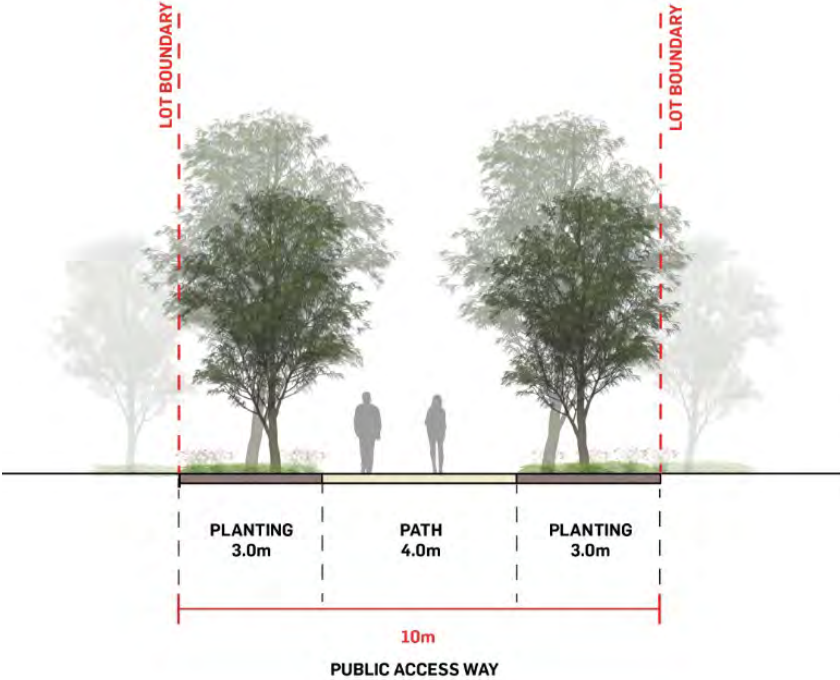 LOT BOUNDARY
LOT BOUNDARY
PLANTING
3.0m
PATH
4.0m
PLANTING
3.0m
10m
PUBLIC ACCESS WAY